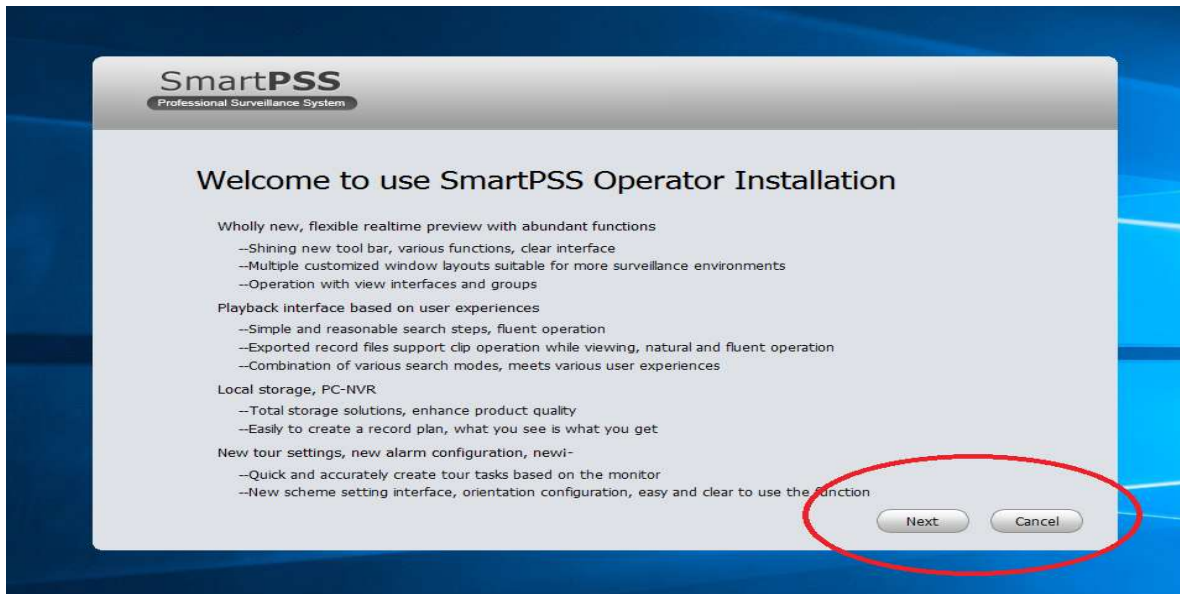 SmartPSS
Professional Surveillance System
Welcome to use SmartPSS Operator Installation
Wholly new, flexible realtime preview with abundant functions
--Shining new tool bar, various functions, clear interface
--Multiple customized window layouts suitable for more surveillance environments
--Operation with view interfaces and groups
Playback interface based on user experiences
--Simple and reasonable search steps, fluent operation
--Exported record files support clip operation while viewing, natural and fluent operation
--Combination of various search modes, meets various user experiences
Local storage, PC-NVR
--Total storage solutions, enhance product quality
--Easily to create a record plan, what you see is what you get
New tour settings, new alarm configuration, newi-
--Quick and accurately create tour tasks based on the monitor
--New scheme setting interface, orientation configuration, easy and clear to use the function
Next Cancel